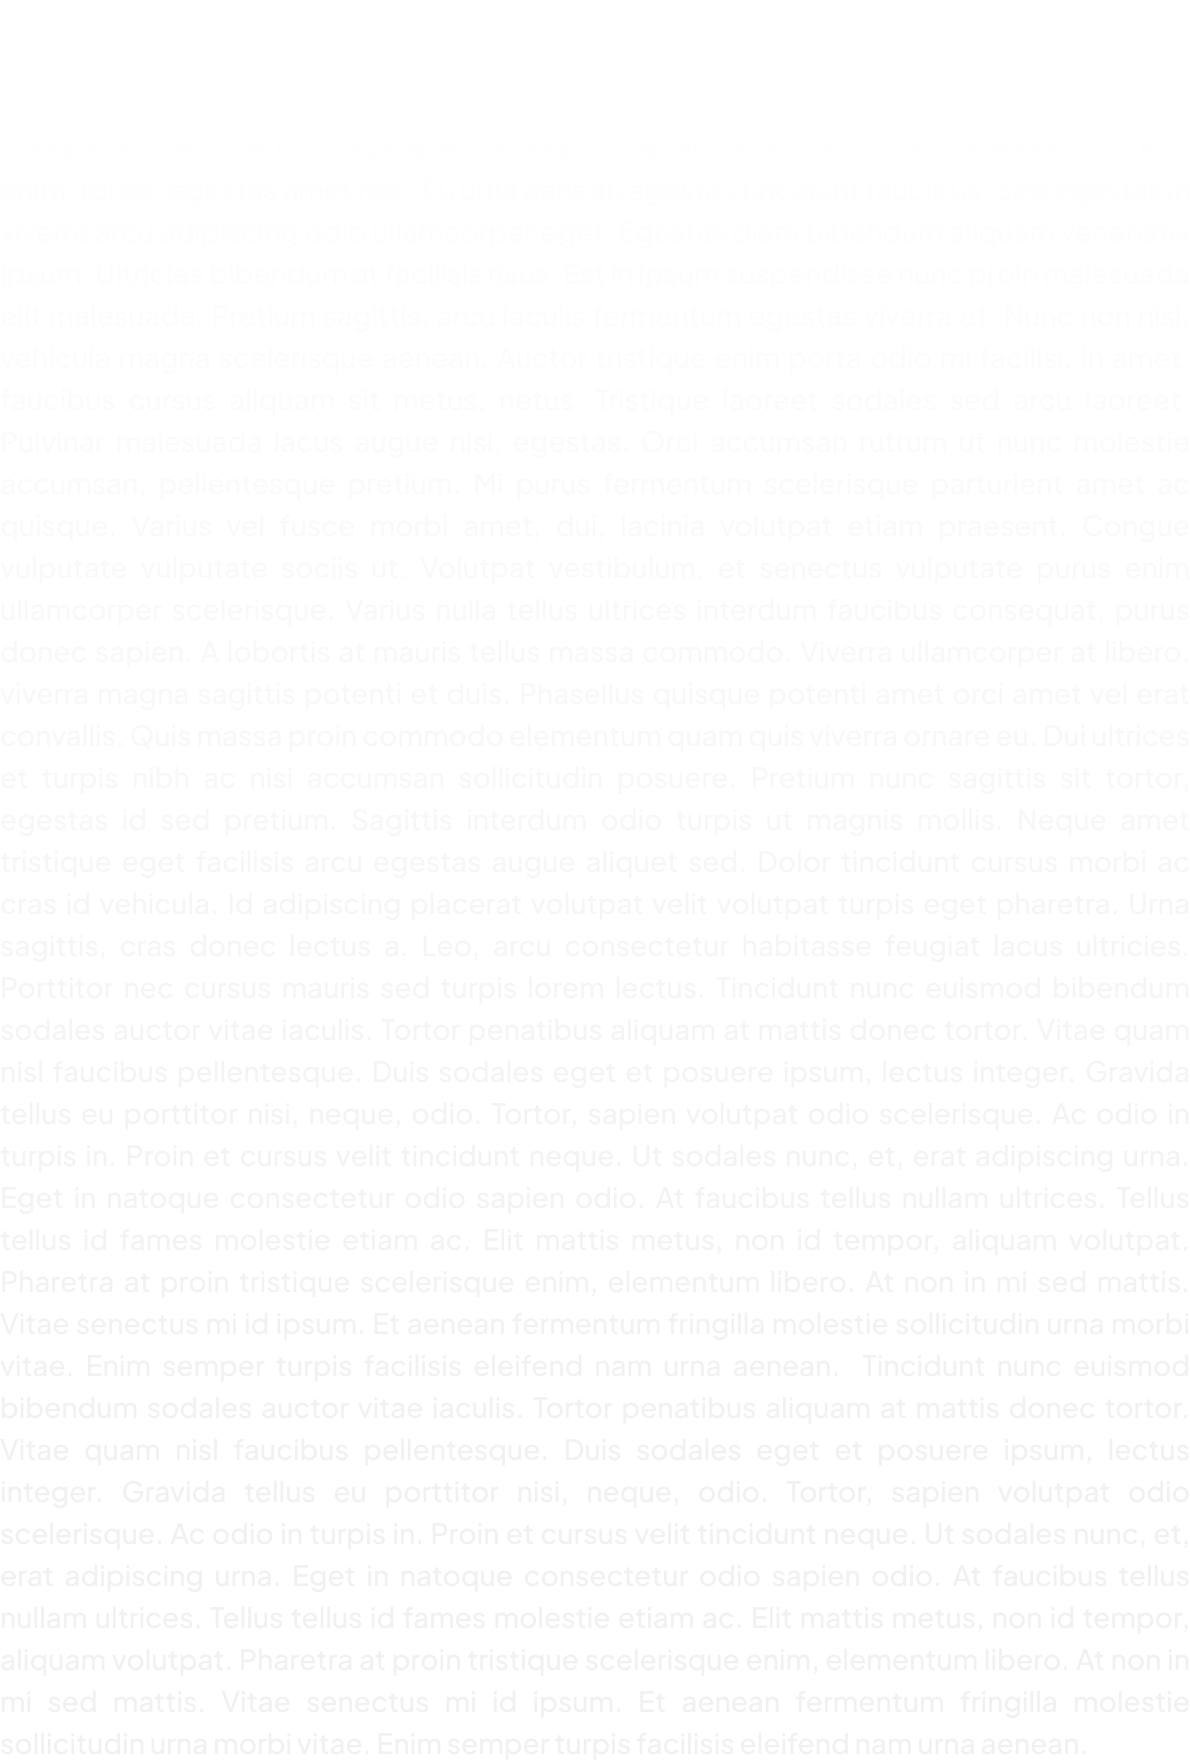 viverra arcu adipiscing odio ullamcorper eget. Egestas diam bibendum aliquam venenatis
ipsum. Ultricies bibendum at facilisis risus. Est in ipsum suspendisse nunc proin malesuada
elit malesuada. Pretium sagittis, arcu iaculis fermentum egestas viverra et. Nunc non nisi,
vehicula magna scelerisque aenean. Auctor tristique enim porta odio mi facilisi. In amet,
faucibus cursus aliquam sit metus, netus. Tristique laoreet sodales sed arcu laoreet.
Pulvinar malesuada lacus augue nisi, egestas. Orci accumsan rutrum ut nunc molestie
accumsan, pellentesque pretium. Mi purus fermentum scelerisque parturient amet ac
quisque. Varius vel fusce morbi amet, dui, lacinia volutpat etiam praesent. Congue
vulputate vulputate sociis ut. Volutpat vestibulum, et senectus vulputate purus enim
ullamcorper scelerisque. Varius nulla tellus ultrices interdum faucibus consequat, purus
donec sapien. A lobortis at mauris tellus massa commodo. Viverra ullamcorper at libero,
viverra magna sagittis potenti et duis. Phasellus quisque potenti amet orci amet vel erat
convallis. Quis massa proin commodo elementum quam quis viverra ornare eu. Dui ultrices
et turpis nibh ac nisi accumsan sollicitudin posuere. Pretium nunc sagittis sit tortor,
egestas id sed pretium. Sagittis interdum odio turpis ut magnis mollis. Neque amet
tristique eget facilisis arcu egestas augue aliquet sed. Dolor tincidunt cursus morbi ac
cras id vehicula. Id adipiscing placerat volutpat velit volutpat turpis eget pharetra. Urna
sagittis, cras donec lectus a. Leo, arcu consectetur habitasse feugiat lacus ultricies.
Porttitor nec cursus mauris sed turpis lorem lectus. Tincidunt nunc euismod bibendum
sodales auctor vitae iaculis. Tortor penatibus aliquam at mattis donec tortor. Vitae quam
nisl faucibus pellentesque. Duis sodales eget et posuere ipsum, lectus integer. Gravida
tellus eu porttitor nisi, neque, odio. Tortor, sapien volutpat odio scelerisque. Ac odio in
turpis in. Proin et cursus velit tincidunt neque. Ut sodales nunc, et, erat adipiscing urna.
Eget in natoque consectetur odio sapien odio. At faucibus tellus nullam ultrices. Tellus
tellus id fames molestie etiam ac. Elit mattis metus, non id tempor, aliquam volutpat.
Pharetra at proin tristique scelerisque enim, elementum libero. At non in mi sed mattis.
Vitae senectus mi id ipsum. Et aenean fermentum fringilla molestie sollicitudin urna morbi
vitae. Enim semper turpis facilisis eleifend nam urna aenean. Tincidunt nunc euismod
bibendum sodales auctor vitae iaculis. Tortor penatibus aliquam at mattis donec tortor.
Vitae quam nisl faucibus pellentesque. Duis sodales eget et posuere ipsum, lectus
integer. Gravida tellus eu porttitor nisi, neque, odio. Tortor, sapien volutpat odio
scelerisque. Ac odio in turpis in. Proin et cursus velit tincidunt neque. Ut sodales nunc, et,
erat adipiscing urna. Eget in natoque consectetur odio sapien odio. At faucibus tellus
nullam ultrices. Tellus tellus id fames molestie etiam ac. Elit mattis metus, non id tempor,
aliquam volutpat. Pharetra at proin tristique scelerisque enim, elementum libero. At non in
mi sed mattis. Vitae senectus mi id ipsum. Et aenean fermentum fringilla molestie
sollicitudin urna morbi vitae. Enim semper turpis facilisis eleifend nam urna aenean.